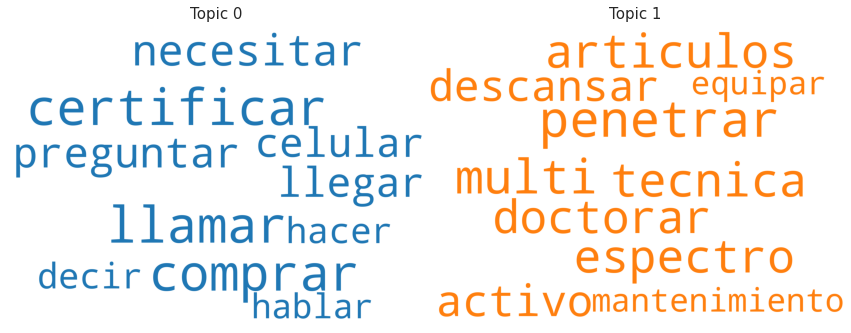 Topic 0
necesitar
certificar
celular
preguntar
llegar
llamar
hacer
decir
comprar
hablar
Topic 1
articulos
descansar
equipar
penetrar
multi
tecnica
doctorar
espectro
activo
mantenimiento